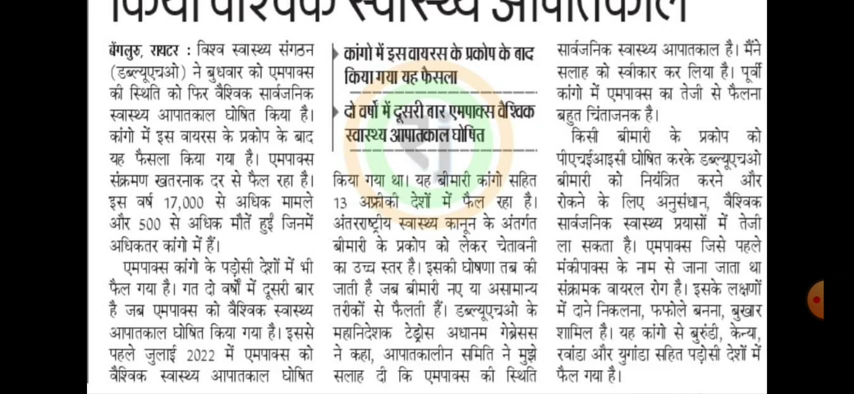 किया वैश्विक स्वास्थ्य आपातकाल
बेंगलुरु, रायटर : विश्व स्वास्थ्य संगठन
(डब्ल्यूएचओ) ने बुधवार को एमपाक्स
की स्थिति को फिर वैश्विक सार्वजनिक
स्वास्थ्य आपातकाल घोषित किया है।
कांगो में इस वायरस के प्रकोप के बाद
यह फैसला किया गया है। एमपाक्स
संक्रमण खतरनाक दर से फैल रहा है।
इस वर्ष 17,000 से अधिक मामले
और 500 से अधिक मौतें हुईं जिनमें
अधिकतर कांगो में हैं।
एमपाक्स कांगो के पड़ोसी देशों में भी
फैल गया है। गत दो वर्षों में दूसरी बार
है जब एमपाक्स को वैश्विक स्वास्थ्य
आपातकाल घोषित किया गया है। इससे
पहले जुलाई 2022 में एमपाक्स को
वैश्विक स्वास्थ्य आपातकाल घोषित
कांगो में इस वायरस के प्रकोप के बाद
किया गया यह फैसला
दो वर्षों में दूसरी बार एमपाक्स वैश्विक
स्वास्थ्य आपातकाल घोषित
किया गया था। यह बीमारी कांगो सहित
13 अफ्रीकी देशों में फैल रहा है।
अंतरराष्ट्रीय स्वास्थ्य कानून के अंतर्गत
बीमारी के प्रकोप को लेकर चेतावनी
का उच्च स्तर है। इसकी घोषणा तब की
जाती है जब बीमारी नए या असामान्य
तरीकों से फैलती हैं। डब्ल्यूएचओ के
महानिदेशक टेड्रोस अधानम गेब्रेसस
ने कहा, आपातकालीन समिति ने मुझे
सलाह दी कि एमपाक्स की स्थिति
सार्वजनिक स्वास्थ्य आपातकाल है। मैंने
सलाह को स्वीकार कर लिया है। पूर्वी
कांगो में एमपाक्स का तेजी से फैलना
बहुत चिंताजनक है।
किसी बीमारी के प्रकोप को
पीएचईआइसी घोषित करके डब्ल्यूएचओ
बीमारी को नियंत्रित करने और
रोकने के लिए अनुसंधान, वैश्विक
सार्वजनिक स्वास्थ्य प्रयासों में तेजी
ला सकता है। एमपाक्स जिसे पहले
मंकीपाक्स के नाम से जाना जाता था
संक्रामक वायरल रोग है। इसके लक्षणों
में दाने निकलना, फफोले बनना, बुखार
शामिल है। यह कांगो से बुरुंडी, केन्या,
रवांडा और युगांडा सहित पड़ोसी देशों में
फैल गया है।